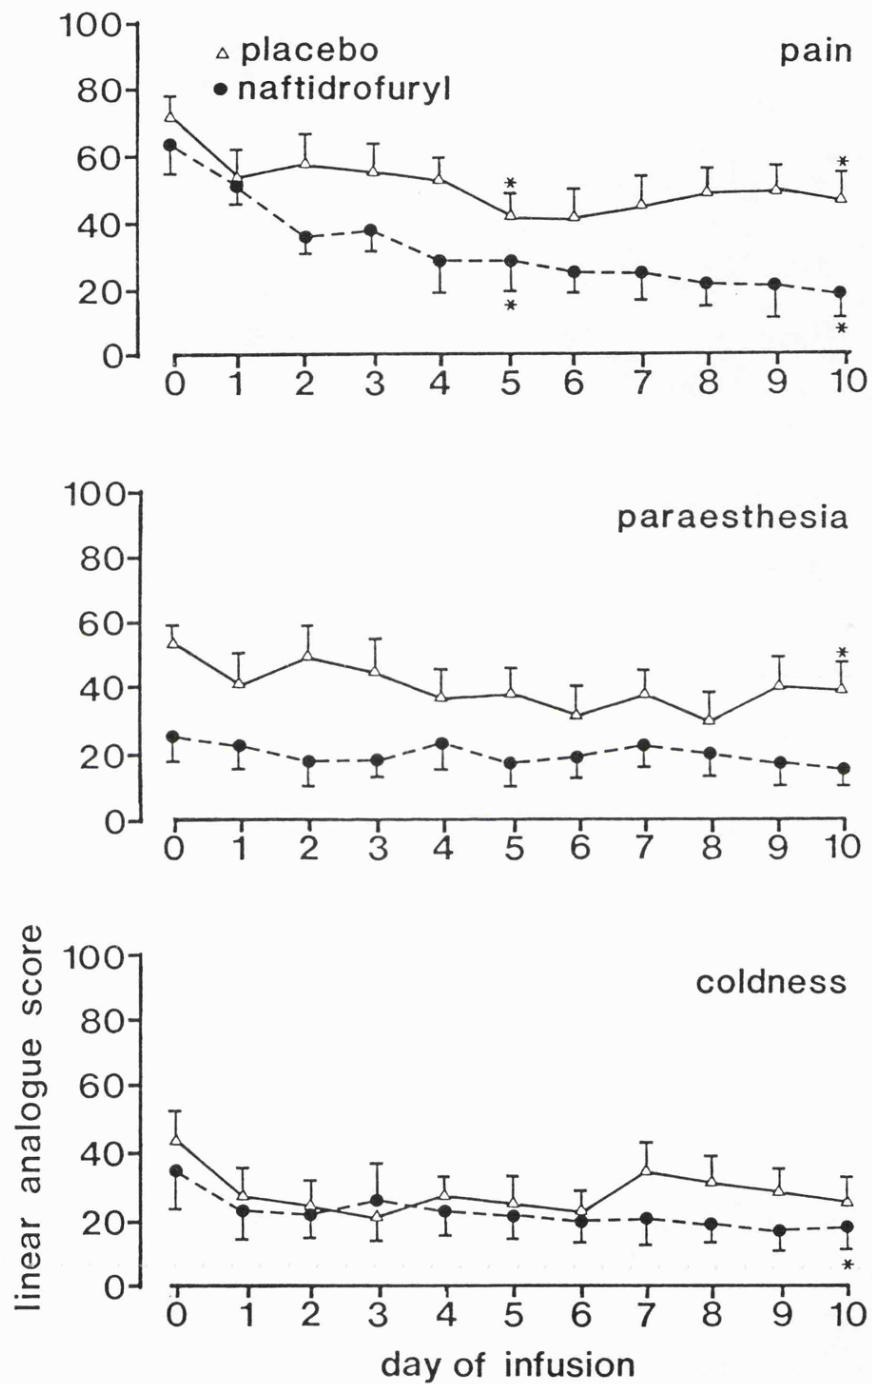 100
80
60
40
20
0
△ placebo
● naftidrofuryl
pain
*
*
*
*
0 1 2 3 4 5 6 7 8 9 10
100
80
60
40
20
0
paraesthesia
*
0 1 2 3 4 5 6 7 8 9 10
linear analogue score
100
80
60
40
20
0
coldness
*
0 1 2 3 4 5 6 7 8 9 10
day of infusion